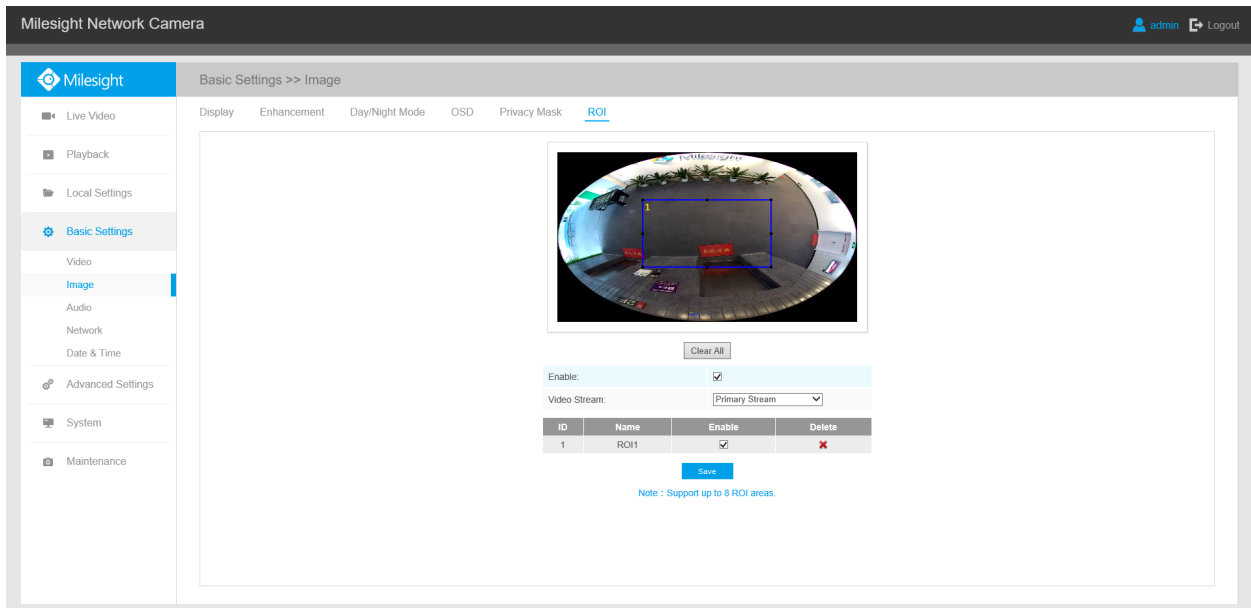 Milesight Network Camera
admin Logout
Milesight
Basic Settings >> Image
Live Video
Playback
Local Settings
Basic Settings
Video
Image
Audio
Network
Date & Time
Advanced Settings
System
Maintenance
Display Enhancement Day/Night Mode OSD Privacy Mask ROI
Milesight
1
Clear All
Enable:
Video Stream: Primary Stream
ID Name Enable Delete
1 ROI1
Save
Note : Support up to 8 ROI areas.